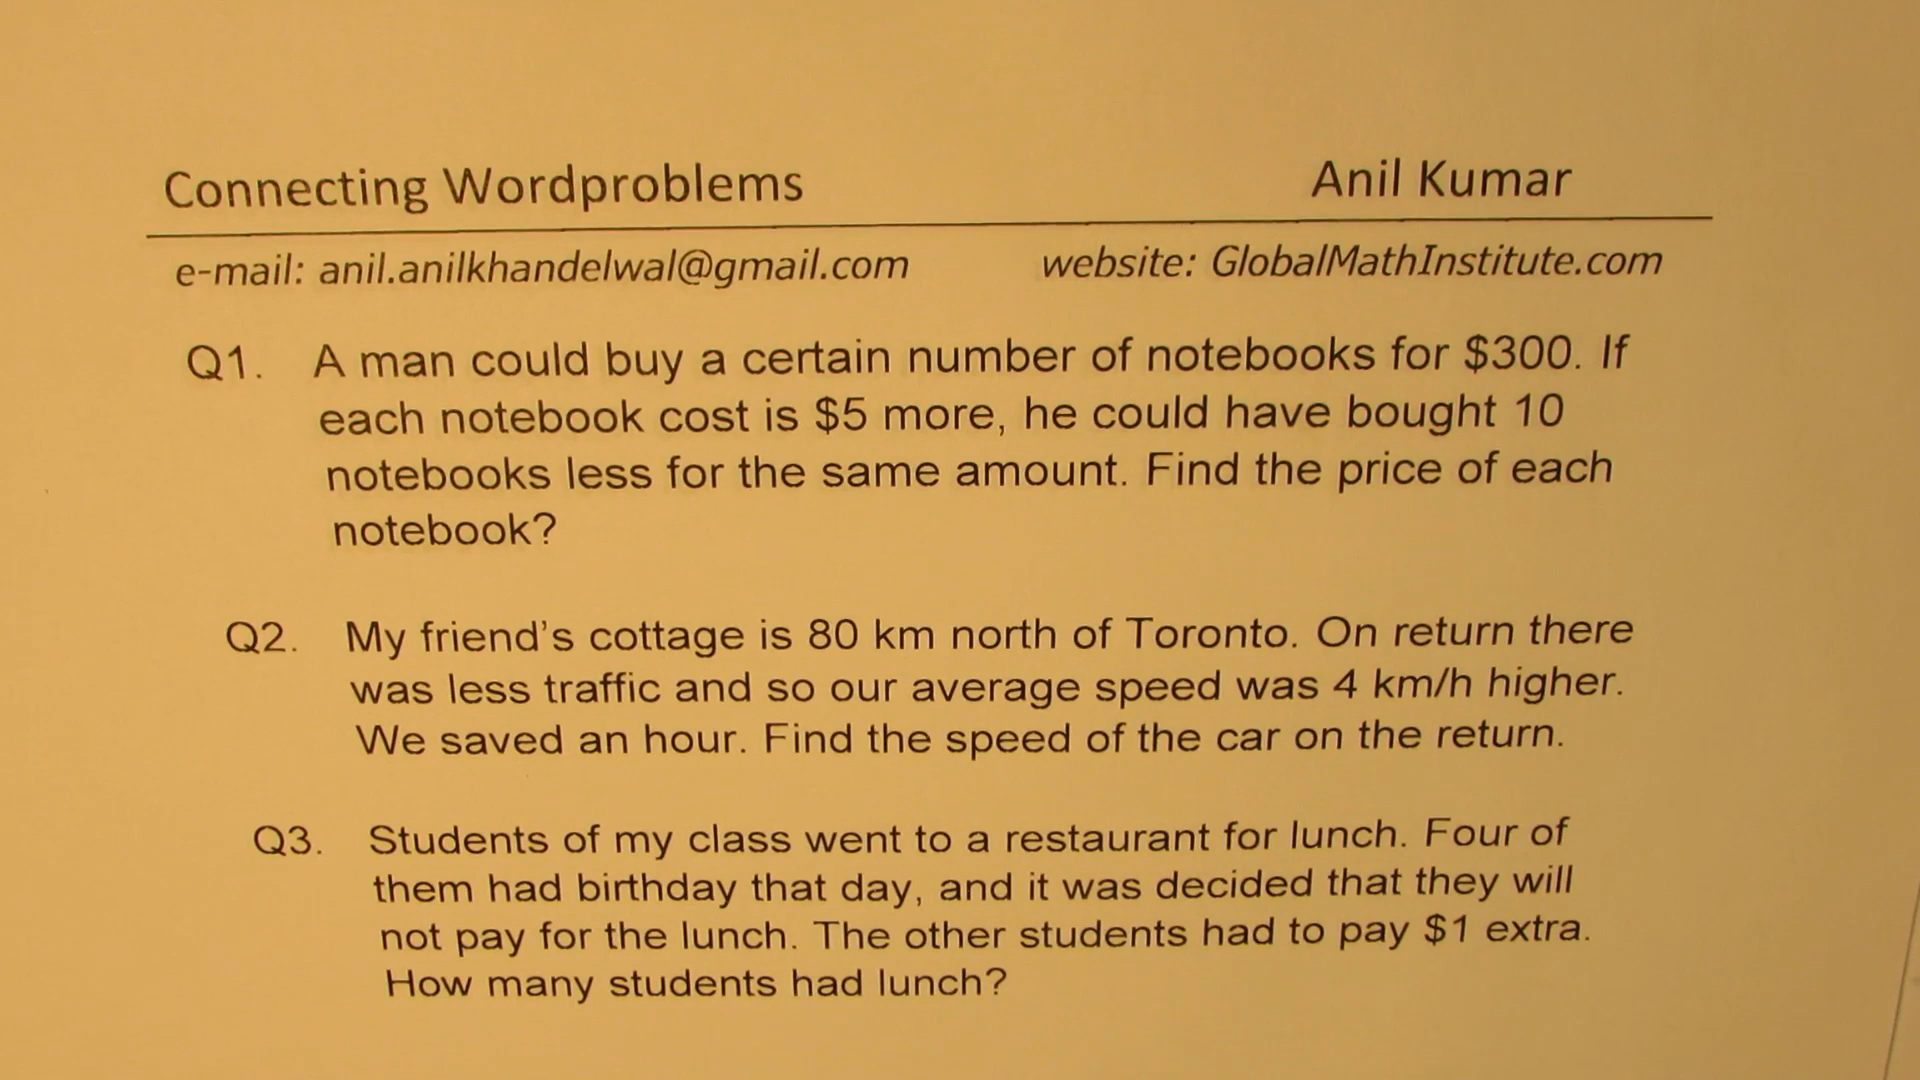 Connecting Wordproblems Anil Kumar
e-mail: anil.anilkhandelwal@gmail.com website: GlobalMathInstitute.com
Q1. A man could buy a certain number of notebooks for $300. If
each notebook cost is $5 more, he could have bought 10
notebooks less for the same amount. Find the price of each
notebook?
Q2. My friend's cottage is 80 km north of Toronto. On return there
was less traffic and so our average speed was 4 km/h higher.
We saved an hour. Find the speed of the car on the return.
Q3. Students of my class went to a restaurant for lunch. Four of
them had birthday that day, and it was decided that they will
not pay for the lunch. The other students had to pay $1 extra.
How many students had lunch?